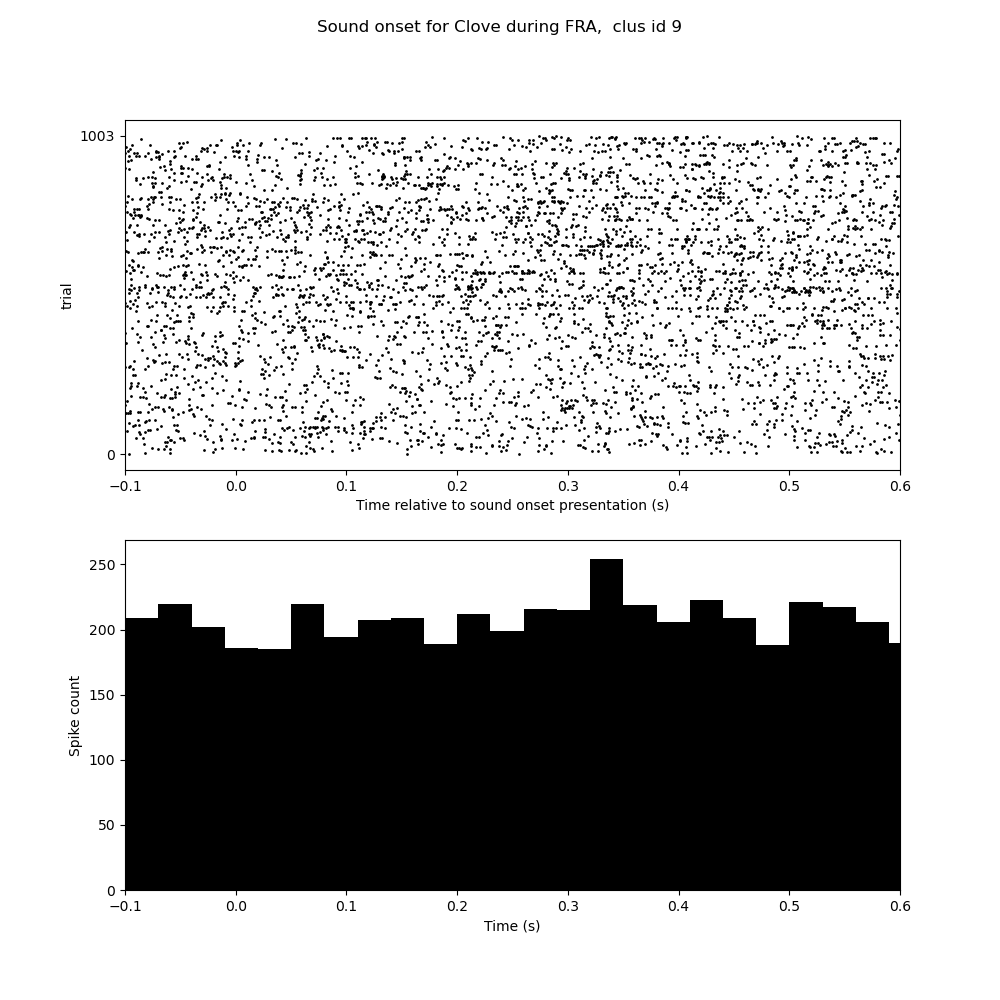 Sound onset for Clove during FRA,  clus id 9
1003
trial
0
−0.1 0.0 0.1 0.2 0.3 0.4 0.5 0.6
Time relative to sound onset presentation (s)
250
200
150
Spike count
100
50
0
−0.1 0.0 0.1 0.2 0.3 0.4 0.5 0.6
Time (s)